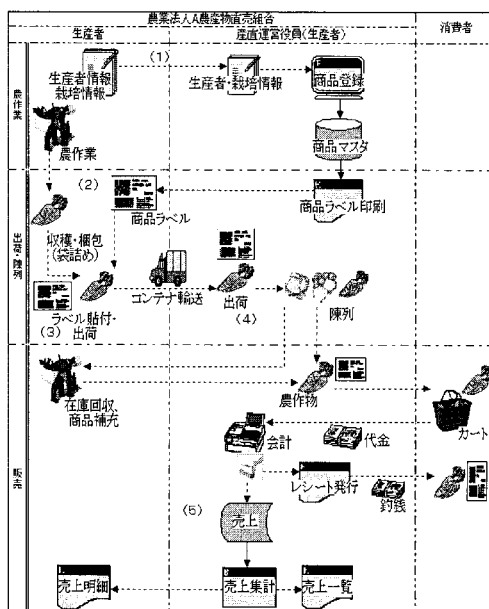 農業法人A農産物直売組合
消費者
生産者
産直運営役員(生産者)
農作業
(1)
生産者情報
栽培情報
生産者・栽培情報
商品登録
農作業
商品マスタ
出荷・陳列
(2)
商品ラベル
商品ラベル印刷
収穫・梱包
(袋詰め)
コンテナ輸送
出荷
陳列
(3)
ラベル貼付・
出荷
(4)
販売
在庫回収、
商品補充
農作物
会計
代金
カート
レシート発行
釣銭
(5)
売上
売上明細
売上集計
売上一覧